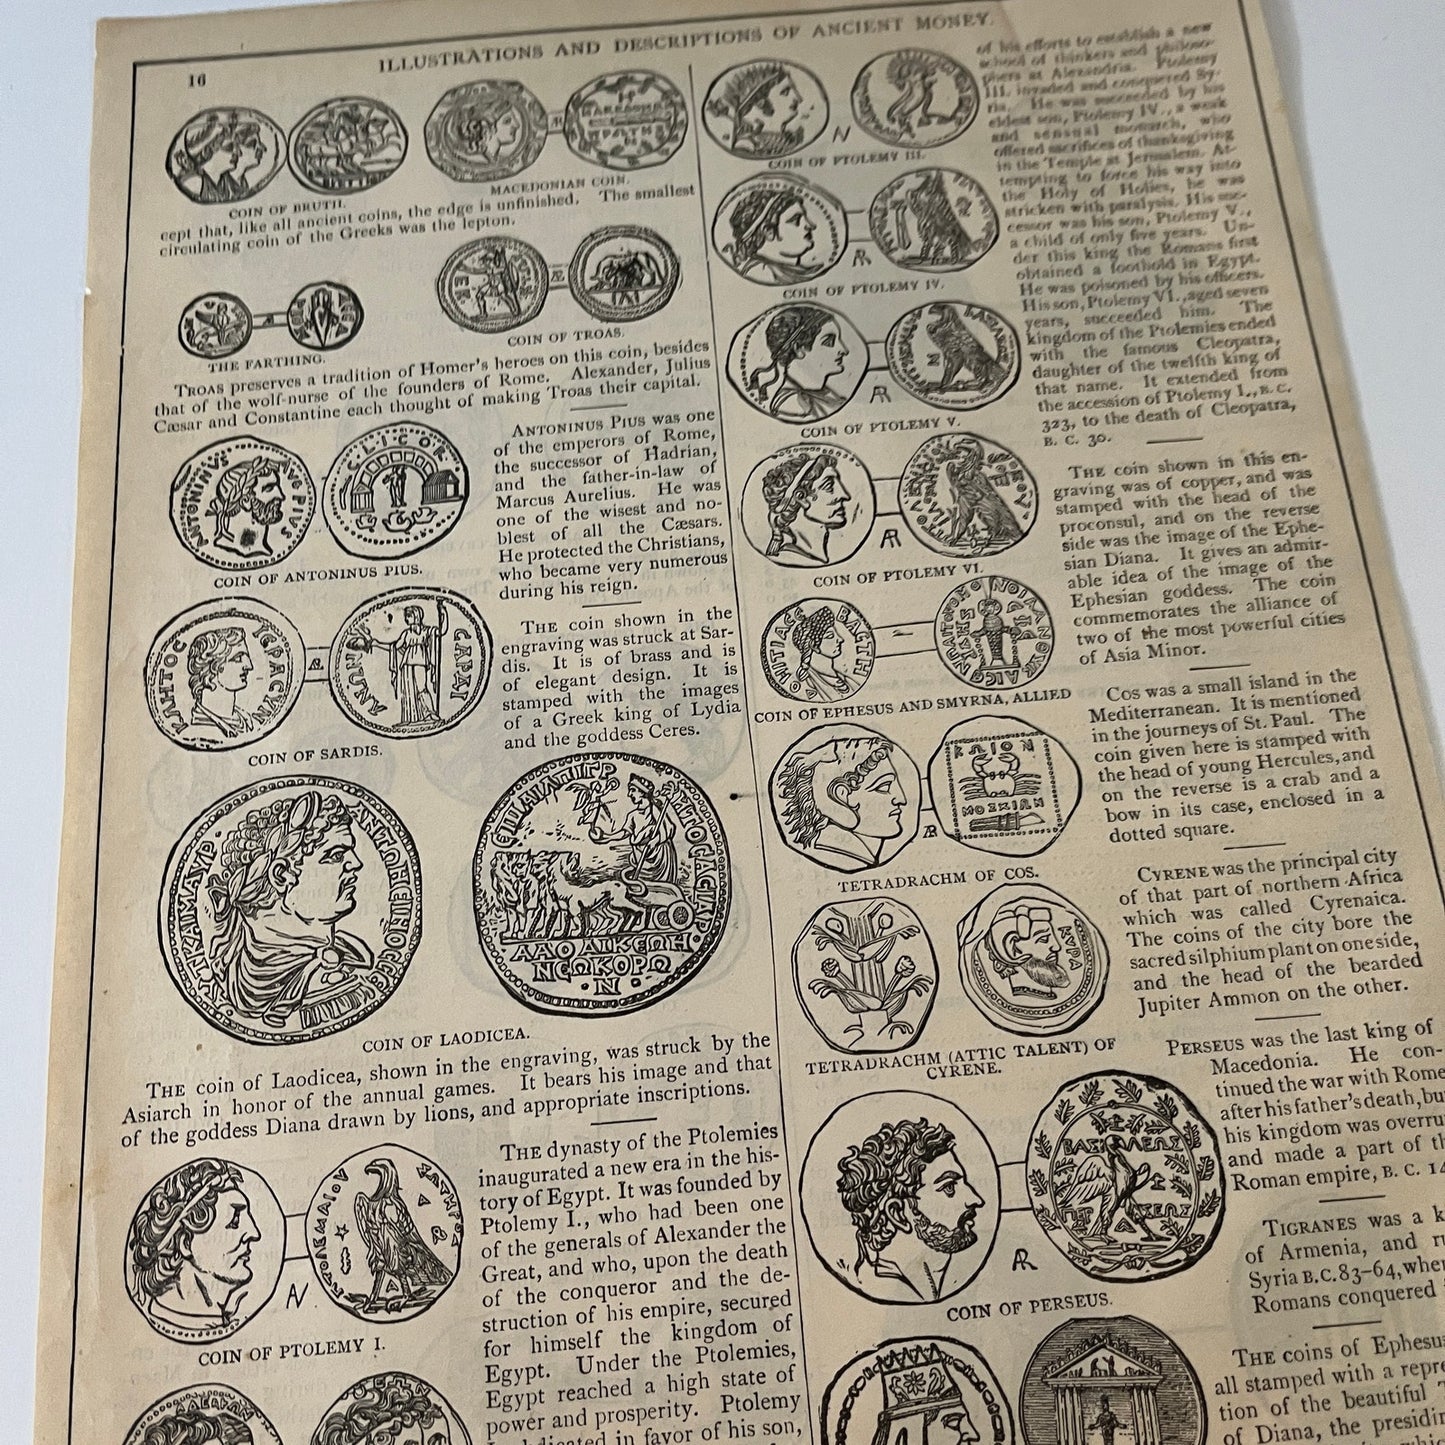 16
ILLUSTRATIONS AND DESCRIPTIONS OF ANCIENT MONEY.
COIN OF BRUTII.
MACEDONIAN COIN.
cept that, like all ancient coins, the edge is unfinished. The smallest
circulating coin of the Greeks was the lepton.
THE FARTHING.
COIN OF TROAS.
TROAS preserves a tradition of Homer's heroes on this coin, besides
that of the wolf-nurse of the founders of Rome. Alexander, Julius
Cæsar and Constantine each thought of making Troas their capital.
ANTONINVS AVG PIVS
CLICOR
COIN OF ANTONINUS PIUS.
ANTONINUS PIUS was one
of the emperors of Rome,
the successor of Hadrian,
and the father-in-law of
Marcus Aurelius. He was
one of the wisest and no-
blest of all the Cæsars.
He protected the Christians,
who became very numerous
during his reign.
COIN OF SARDIS.
THE coin shown in the
engraving was struck at Sar-
dis. It is of brass and is
of elegant design. It is
stamped with the images
of a Greek king of Lydia
and the goddess Ceres.
ΝΕΩΚΟΡΩ
·N·
COIN OF LAODICEA.
THE coin of Laodicea, shown in the engraving, was struck by the
Asiarch in honor of the annual games. It bears his image and that
of the goddess Diana drawn by lions, and appropriate inscriptions.
COIN OF PTOLEMY I.
THE dynasty of the Ptolemies
inaugurated a new era in the his-
tory of Egypt. It was founded by
Ptolemy I., who had been one
of the generals of Alexander the
Great, and who, upon the death
of the conqueror and the de-
struction of his empire, secured
for himself the kingdom of
Egypt. Under the Ptolemies,
Egypt reached a high state of
power and prosperity. Ptolemy
in favor of his son,
COIN OF PTOLEMY III.
COIN OF PTOLEMY IV.
COIN OF PTOLEMY V.
COIN OF PTOLEMY VI.
of his efforts to establish a new
school of thinkers and philoso-
phers at Alexandria. Ptolemy
III. invaded and conquered Sy-
ria. He was succeeded by his
eldest son, Ptolemy IV., a weak
and sensual monarch, who
offered sacrifices of thanksgiving
in the Temple at Jerusalem. At-
tempting to force his way into
the Holy of Holies, he was
stricken with paralysis. His suc-
cessor was his son, Ptolemy V.,
a child of only five years. Un-
der this king the Romans first
obtained a foothold in Egypt.
He was poisoned by his officers.
His son, Ptolemy VI., aged seven
years, succeeded him. The
kingdom of the Ptolemies ended
with the famous Cleopatra,
daughter of the twelfth king of
that name. It extended from
the accession of Ptolemy I., B.C.
323, to the death of Cleopatra,
B. C. 30.
COIN OF EPHESUS AND SMYRNA, ALLIED
THE coin shown in this en-
graving was of copper, and was
stamped with the head of the
proconsul, and on the reverse
side was the image of the Ephe-
sian Diana. It gives an admir-
able idea of the image of the
Ephesian goddess. The coin
commemorates the alliance of
two of the most powerful cities
of Asia Minor.
ΚΩΙΟΝ
ΜΟΣΧΙΩΝ
TETRADRACHM OF COS.
COS was a small island in the
Mediterranean. It is mentioned
in the journeys of St. Paul. The
coin given here is stamped with
the head of young Hercules, and
on the reverse is a crab and a
bow in its case, enclosed in a
dotted square.
ΚΥΡΑ
TETRADRACHM (ATTIC TALENT) OF
CYRENE.
CYRENE was the principal city
of that part of northern Africa
which was called Cyrenaica.
The coins of the city bore the
sacred silphium plant on one side,
and the head of the bearded
Jupiter Ammon on the other.
ΒΑΣΙΛΕΩΣ
ΠΕΡΣΕΩΣ
COIN OF PERSEUS.
PERSEUS was the last king of
Macedonia. He con-
tinued the war with Rome
after his father's death, bu
his kingdom was overru
and made a part of th
Roman empire, B. C. 14
TIGRANES was a k
of Armenia, and ru
Syria B.C. 83–64, when
Romans conquered
THE coins of Ephesus
all stamped with a repre
tion of the beautiful T
of Diana, the presidin